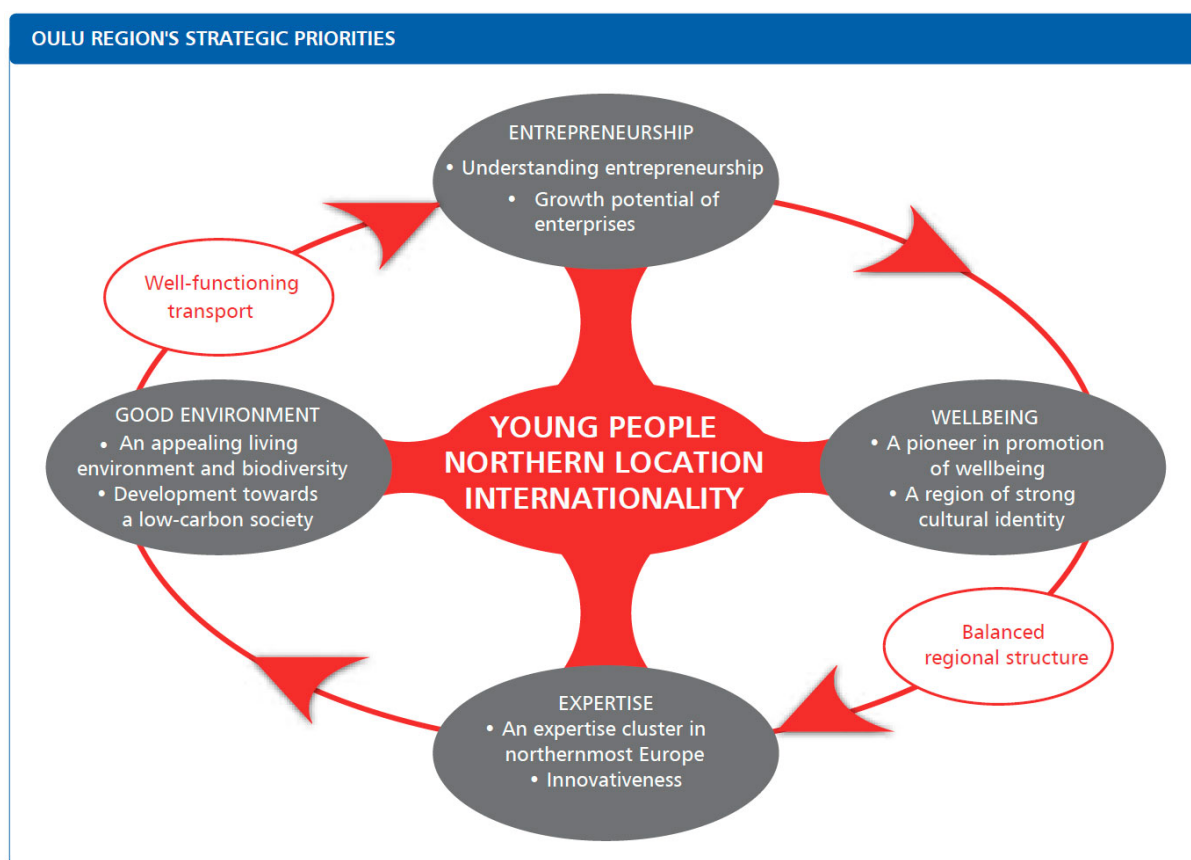 OULU REGION'S STRATEGIC PRIORITIES
ENTREPRENEURSHIP
• Understanding entrepreneurship
• Growth potential of
enterprises
Well-functioning
transport
GOOD ENVIRONMENT
• An appealing living
environment and biodiversity
• Development towards
a low-carbon society
YOUNG PEOPLE
NORTHERN LOCATION
INTERNATIONALITY
WELLBEING
• A pioneer in promotion
of wellbeing
• A region of strong
cultural identity
Balanced
regional structure
EXPERTISE
• An expertise cluster in
northernmost Europe
• Innovativeness